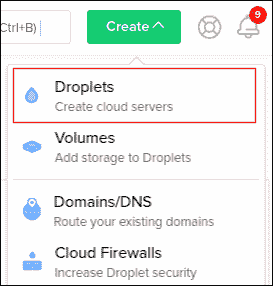 Ctrl+B)
Create
9
Droplets
Create cloud servers
Volumes
Add storage to Droplets
Domains/DNS
Route your existing domains
Cloud Firewalls
Increase Droplet security